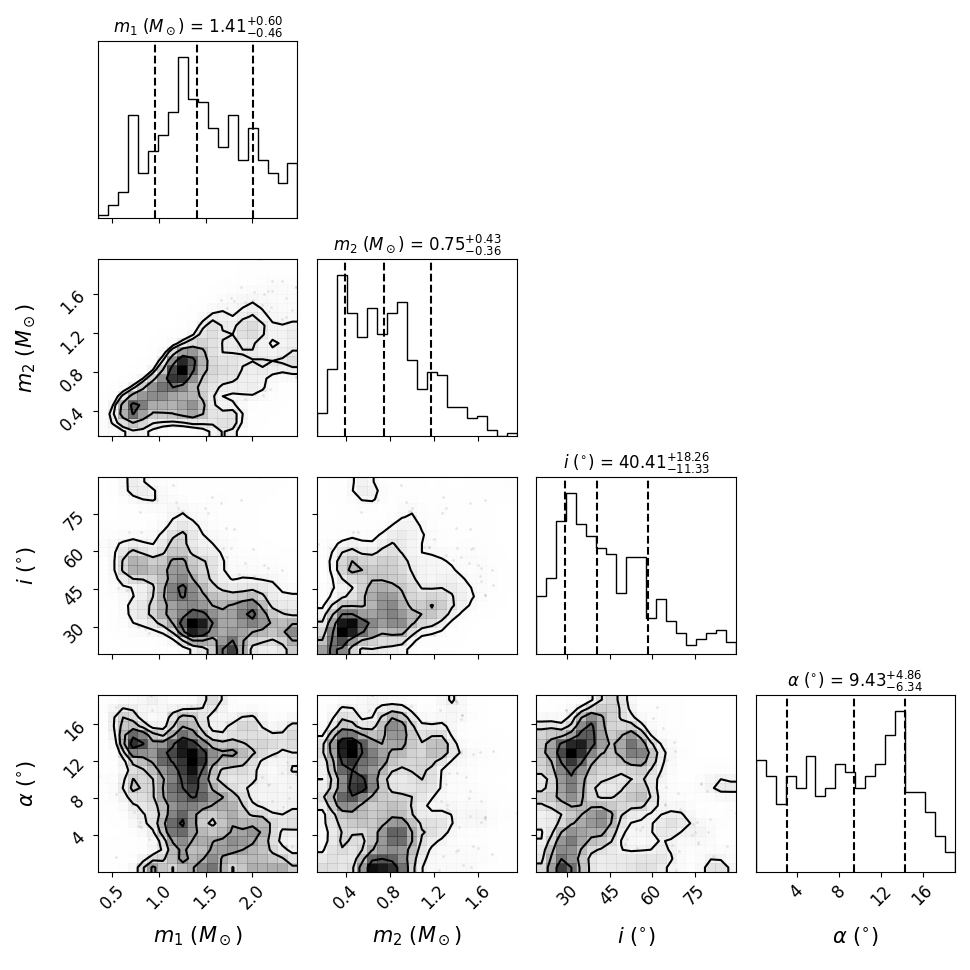 m₁ (M⊙) = 1.41+0.60−0.46
m₂ (M⊙) = 0.75+0.43−0.36
1.6
1.2
0.8
0.4
m₂ (M⊙)
i (°) = 40.41+18.26−11.33
75
60
45
30
i (°)
α (°) = 9.43+4.86−6.34
16
12
8
4
α (°)
0.5 1.0 1.5 2.0 0.4 0.8 1.2 1.6 30 45 60 75 4 8 12 16
m₁ (M⊙) m₂ (M⊙) i (°) α (°)